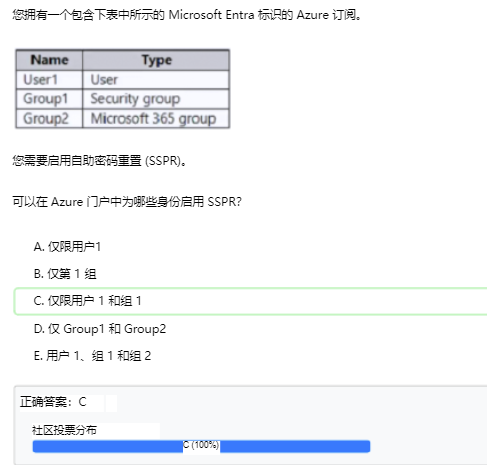 您拥有一个包含下表中所示的 Microsoft Entra 标识的 Azure 订阅。
Name Type
User1 User
Group1 Security group
Group2 Microsoft 365 group
您需要启用自助密码重置 (SSPR)。
可以在 Azure 门户中为哪些身份启用 SSPR?
A. 仅限用户1
B. 仅第 1 组
C. 仅限用户 1 和组 1
D. 仅 Group1 和 Group2
E. 用户 1、组 1 和组 2
正确答案：C
社区投票分布
C (100%)